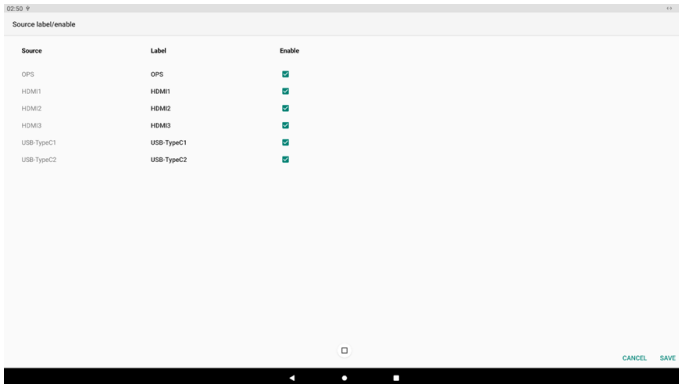 02:50
Source label/enable
Source Label Enable
OPS OPS
HDMI1 HDMI1
HDMI2 HDMI2
HDMI3 HDMI3
USB-TypeC1 USB-TypeC1
USB-TypeC2 USB-TypeC2
CANCEL SAVE